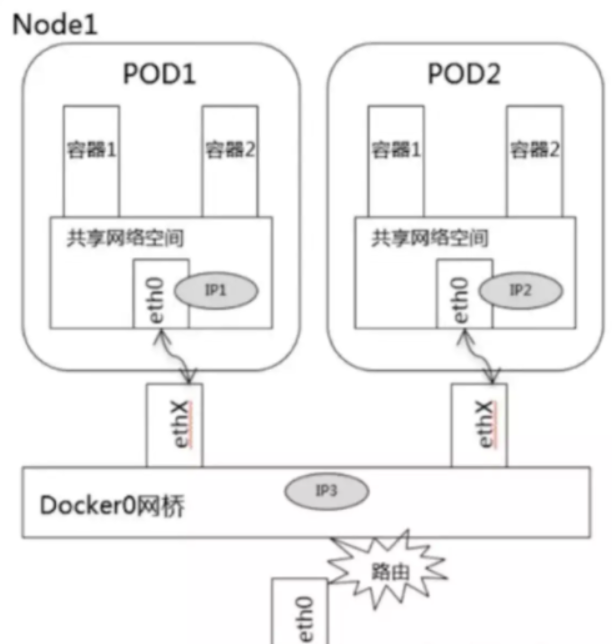 Node1
POD1
POD2
容器1
容器2
容器1
容器2
共享网络空间
共享网络空间
eth0
IP1
eth0
IP2
ethX
ethX
Docker0网桥
IP3
路由
eth0